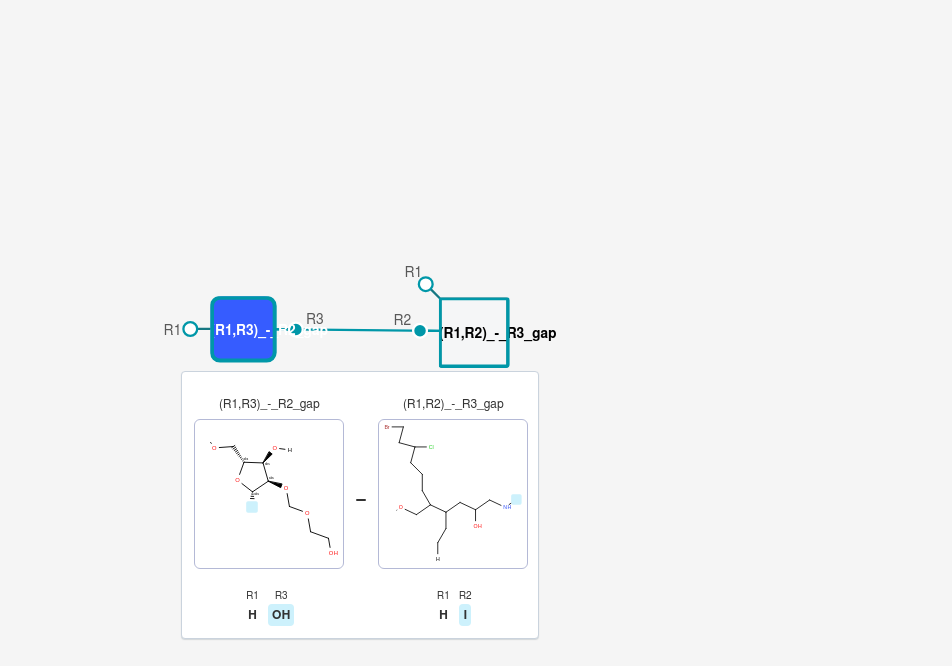 R1
R1 R1,R3)_-_R2_gap R3 R2 (R1,R2)_-_R3_gap
(R1,R3)_-_R2_gap (R1,R2)_-_R3_gap
O O H O O O OH
Br Cl O OH NH H
–
R1 R3 R1 R2
H OH H I